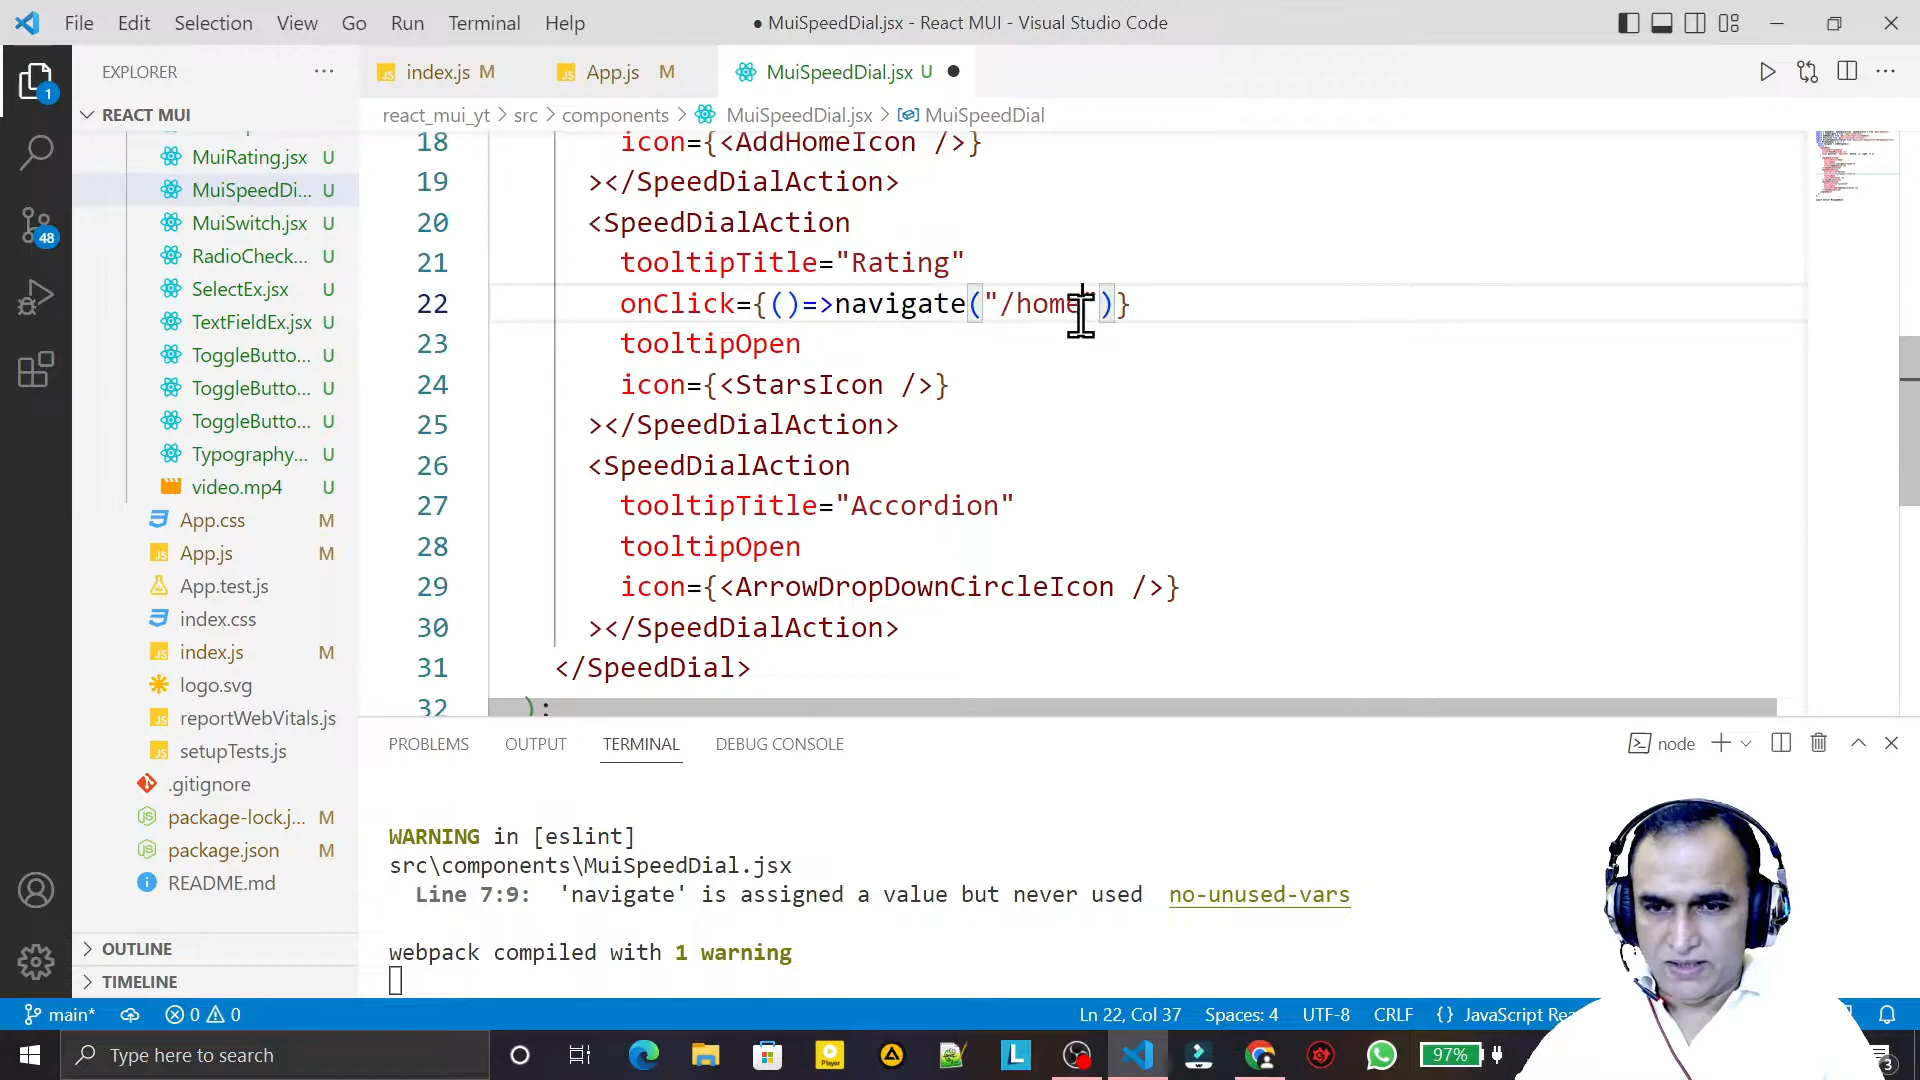 File Edit Selection View Go Run Terminal Help
● MuiSpeedDial.jsx - React MUI - Visual Studio Code
EXPLORER
index.js M
App.js M
MuiSpeedDial.jsx U
REACT MUI
react_mui_yt > src > components > MuiSpeedDial.jsx > MuiSpeedDial
MuiRating.jsx U
MuiSpeedDi... U
MuiSwitch.jsx U
RadioCheck... U
SelectEx.jsx U
TextFieldEx.jsx U
ToggleButto... U
ToggleButto... U
ToggleButto... U
Typography... U
video.mp4 U
App.css M
App.js M
App.test.js
index.css
index.js M
logo.svg
reportWebVitals.js
setupTests.js
.gitignore
package-lock.j... M
package.json M
README.md
OUTLINE
TIMELINE
1
48
18 icon={<AddHomeIcon />}
19 ></SpeedDialAction>
20 <SpeedDialAction
21 tooltipTitle="Rating"
22 onClick={()=>navigate("/home")}
23 tooltipOpen
24 icon={<StarsIcon />}
25 ></SpeedDialAction>
26 <SpeedDialAction
27 tooltipTitle="Accordion"
28 tooltipOpen
29 icon={<ArrowDropDownCircleIcon />}
30 ></SpeedDialAction>
31 </SpeedDial>
32 );
PROBLEMS OUTPUT TERMINAL DEBUG CONSOLE
node
WARNING in [eslint]
src\components\MuiSpeedDial.jsx
Line 7:9: 'navigate' is assigned a value but never used no-unused-vars
webpack compiled with 1 warning
main* 0 0
Ln 22, Col 37 Spaces: 4 UTF-8 CRLF {} JavaScript Rea
Type here to search
Player
L
97%
3